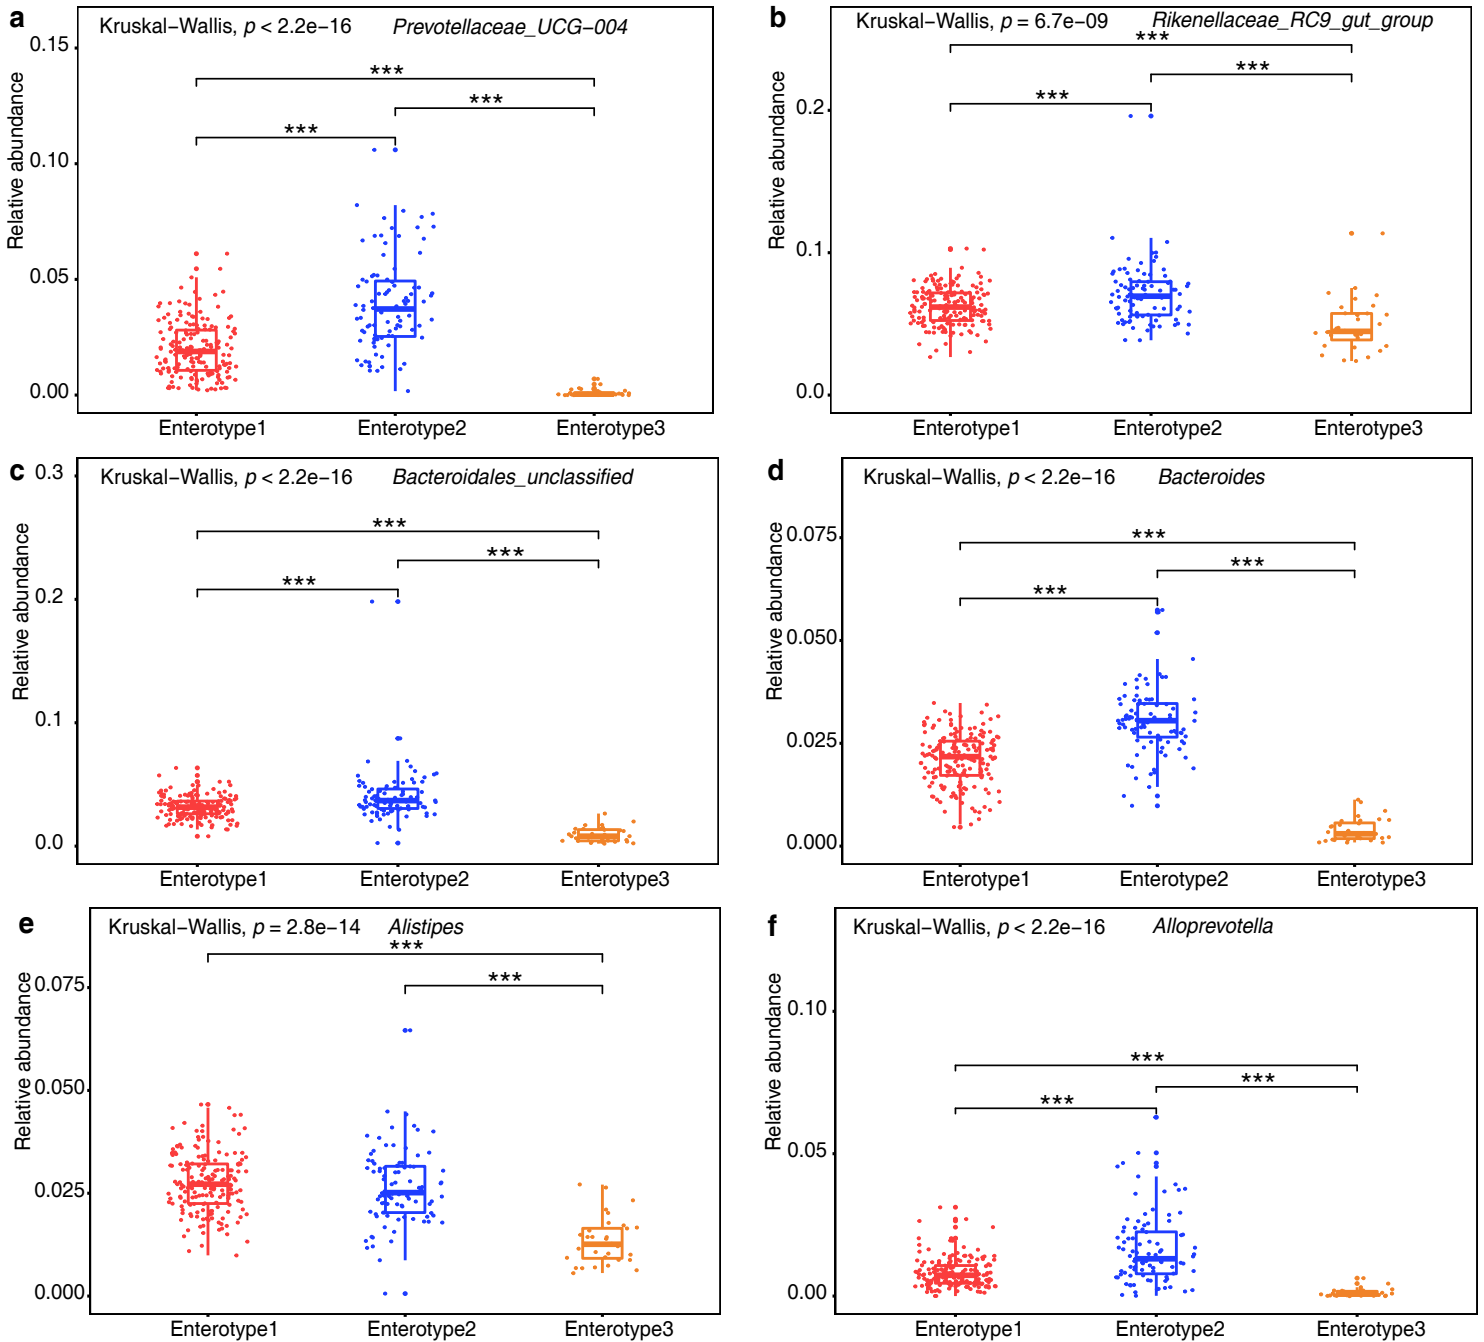 a
Kruskal−Wallis, p < 2.2e−16 Prevotellaceae_UCG−004
Relative abundance
0.15
0.10
0.05
0.00
***
***
***
Enterotype1 Enterotype2 Enterotype3
b
Kruskal−Wallis, p = 6.7e−09 Rikenellaceae_RC9_gut_group
Relative abundance
0.2
0.1
0.0
***
***
***
Enterotype1 Enterotype2 Enterotype3
c
Kruskal−Wallis, p < 2.2e−16 Bacteroidales_unclassified
Relative abundance
0.3
0.2
0.1
0.0
***
***
***
Enterotype1 Enterotype2 Enterotype3
d
Kruskal−Wallis, p < 2.2e−16 Bacteroides
Relative abundance
0.075
0.050
0.025
0.000
***
***
***
Enterotype1 Enterotype2 Enterotype3
e
Kruskal−Wallis, p = 2.8e−14 Alistipes
Relative abundance
0.075
0.050
0.025
0.000
***
***
Enterotype1 Enterotype2 Enterotype3
f
Kruskal−Wallis, p < 2.2e−16 Alloprevotella
Relative abundance
0.10
0.05
0.00
***
***
***
Enterotype1 Enterotype2 Enterotype3